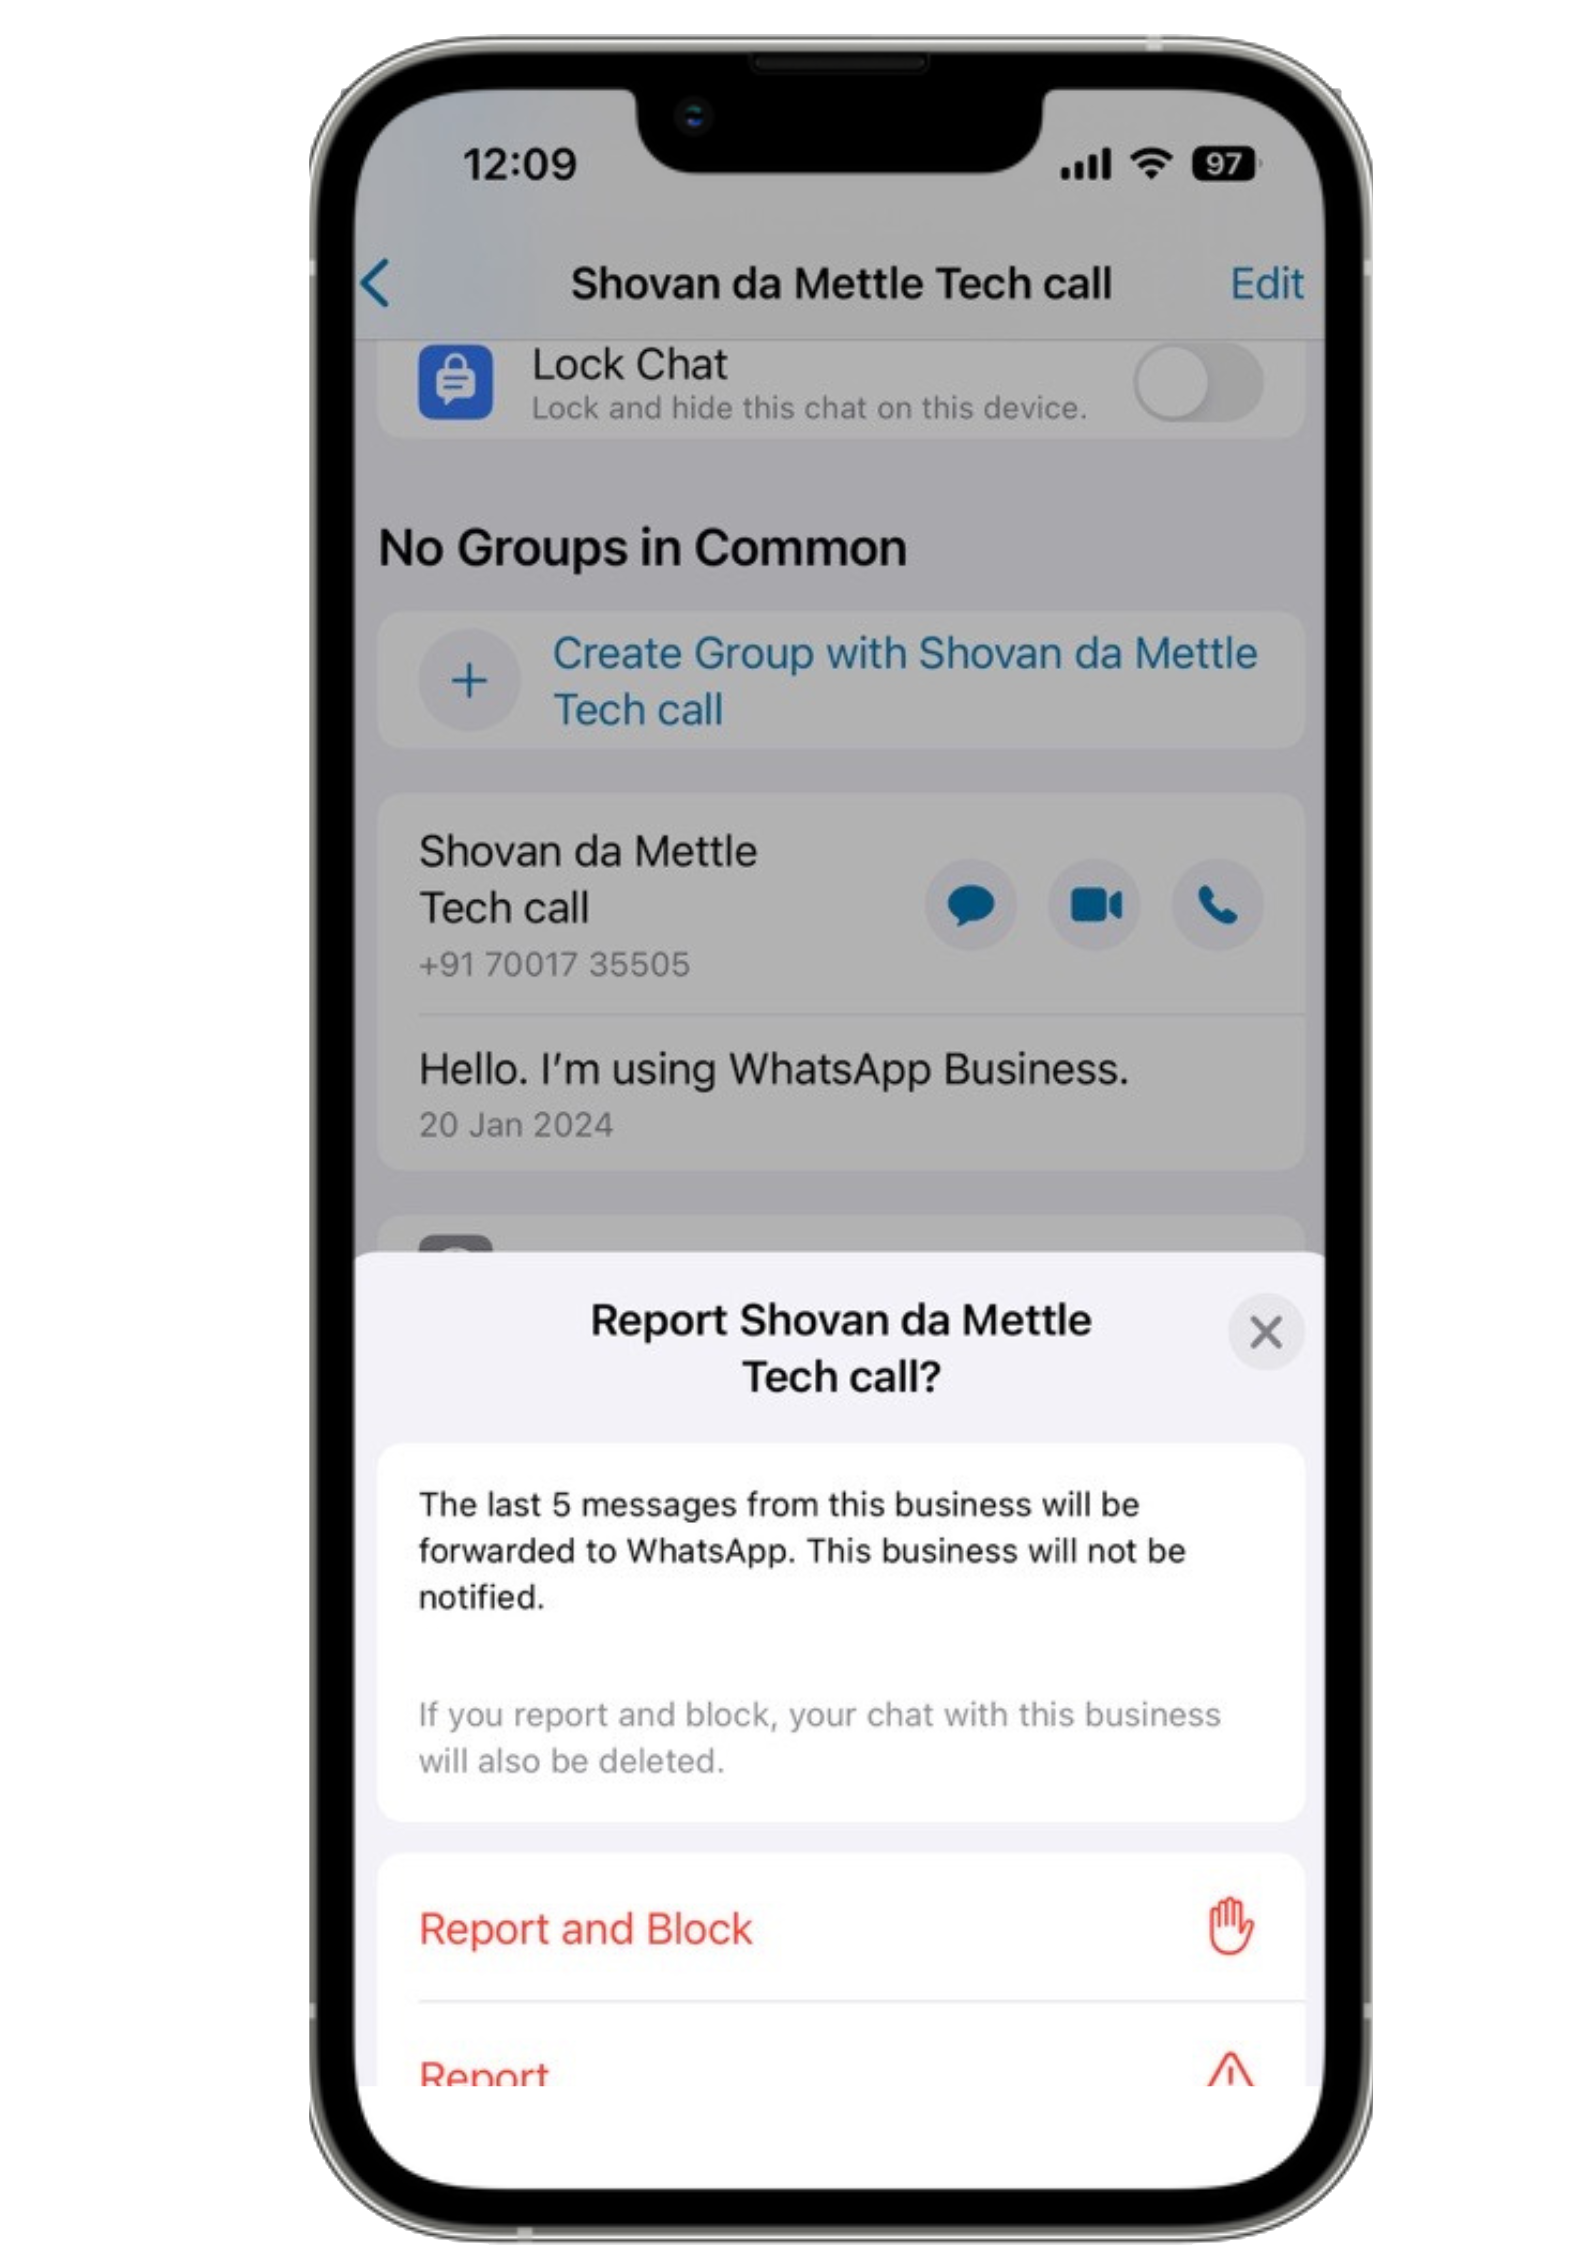 12:09
97
Shovan da Mettle Tech call
Edit
Lock Chat
Lock and hide this chat on this device.
No Groups in Common
Create Group with Shovan da Mettle
Tech call
Shovan da Mettle
Tech call
+91 70017 35505
Hello. I'm using WhatsApp Business.
20 Jan 2024
Report Shovan da Mettle
Tech call?
The last 5 messages from this business will be
forwarded to WhatsApp. This business will not be
notified.
If you report and block, your chat with this business
will also be deleted.
Report and Block
Report